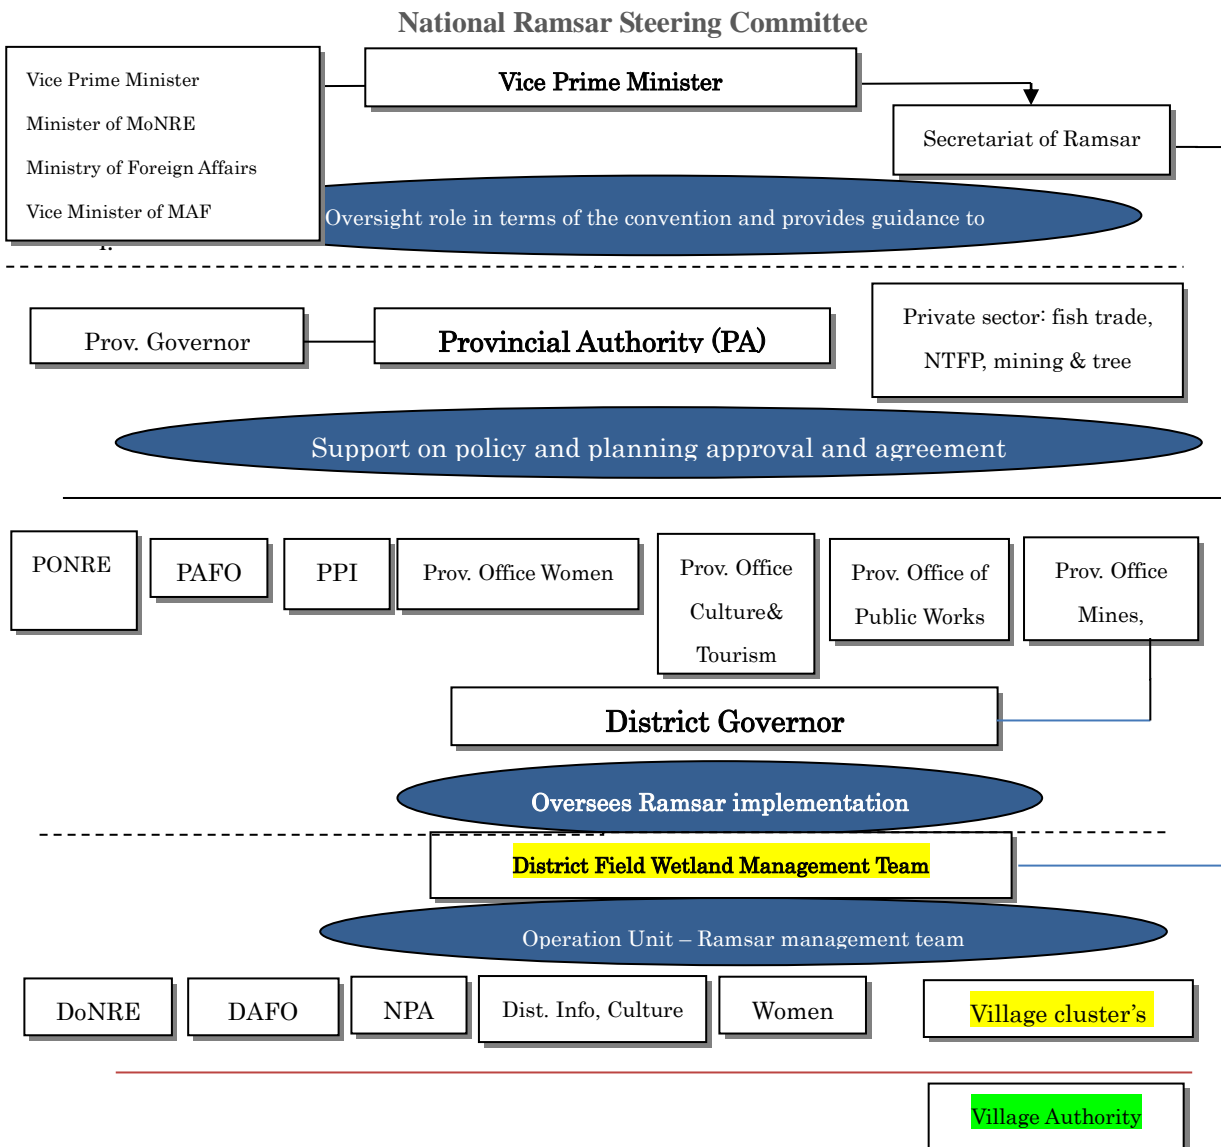 National Ramsar Steering Committee
Vice Prime Minister
Minister of MoNRE
Ministry of Foreign Affairs
Vice Minister of MAF
Vice Prime Minister
Secretariat of Ramsar
Oversight role in terms of the convention and provides guidance to
Prov. Governor
Provincial Authority (PA)
Private sector: fish trade,
NTFP, mining & tree
Support on policy and planning approval and agreement
PONRE
PAFO
PPI
Prov. Office Women
Prov. Office
Culture&
Tourism
Prov. Office of
Public Works
Prov. Office
Mines,
District Governor
Oversees Ramsar implementation
District Field Wetland Management Team
Operation Unit – Ramsar management team
DoNRE
DAFO
NPA
Dist. Info, Culture
Women
Village cluster's
Village Authority